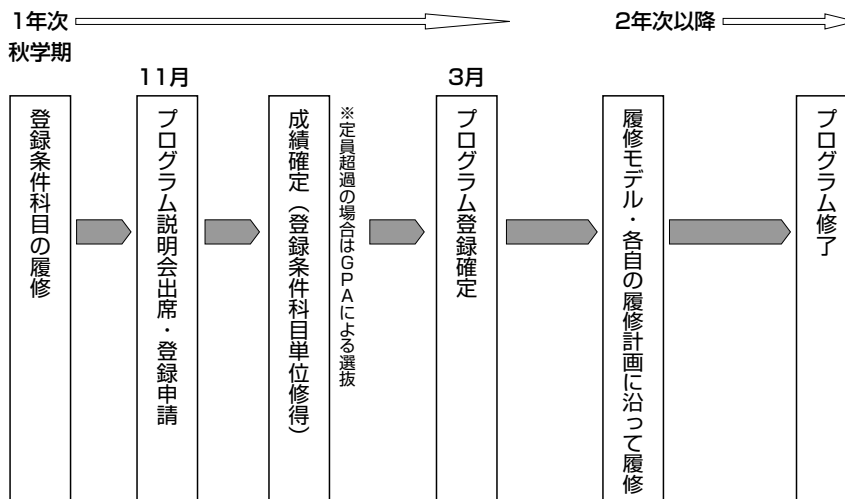 1年次
2年次以降
秋学期
11月
3月
登録条件科目の履修
プログラム説明会出席・登録申請
成績確定（登録条件科目単位修得）
※定員超過の場合はGPAによる選抜
プログラム登録確定
履修モデル・各自の履修計画に沿って履修
プログラム修了